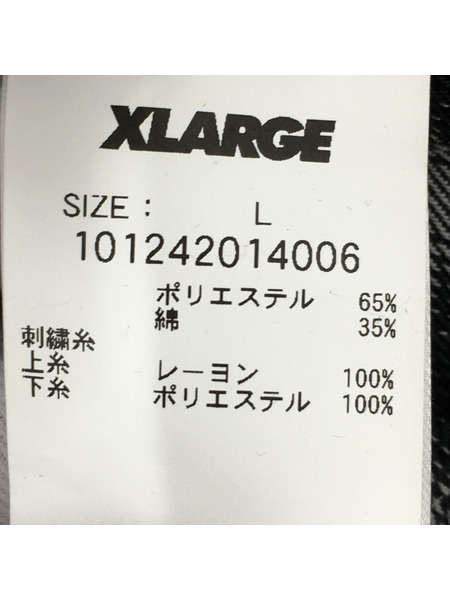 XLARGE
SIZE : L
101242014006
ポリエステル 65%
綿 35%
刺繍糸
上糸 レーヨン 100%
下糸 ポリエステル 100%